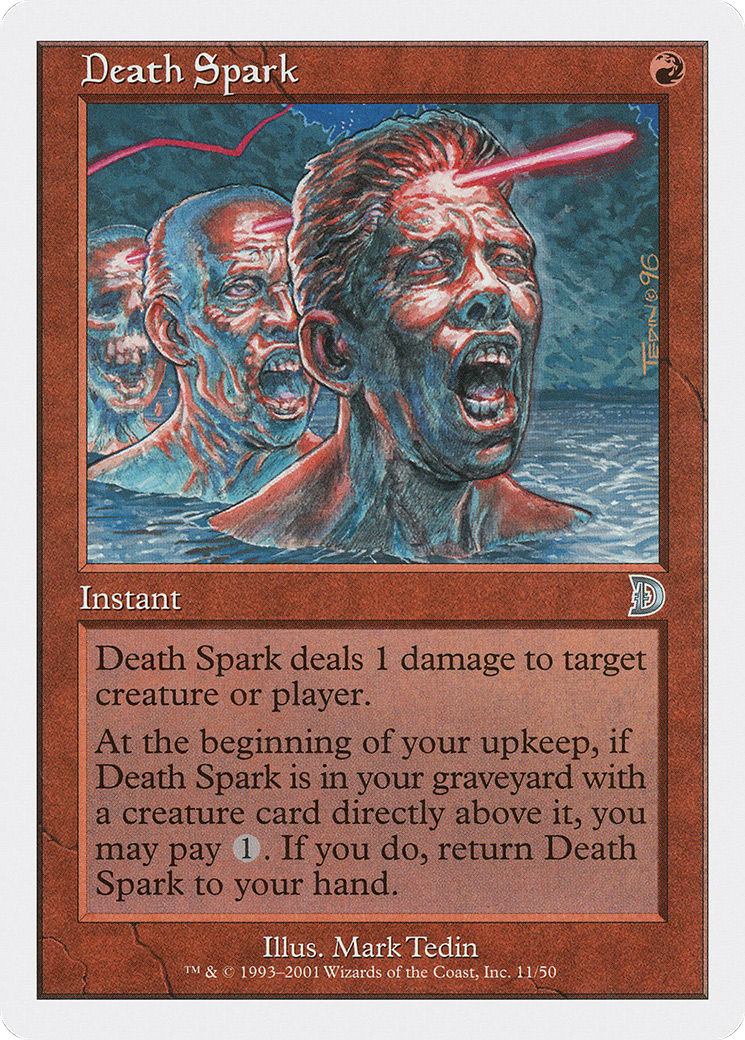 Death Spark
TEDIN © 96
Instant
Death Spark deals 1 damage to target
creature or player.
At the beginning of your upkeep, if
Death Spark is in your graveyard with
a creature card directly above it, you
may pay 1. If you do, return Death
Spark to your hand.
Illus. Mark Tedin
™ & © 1993–2001 Wizards of the Coast, Inc. 11/50